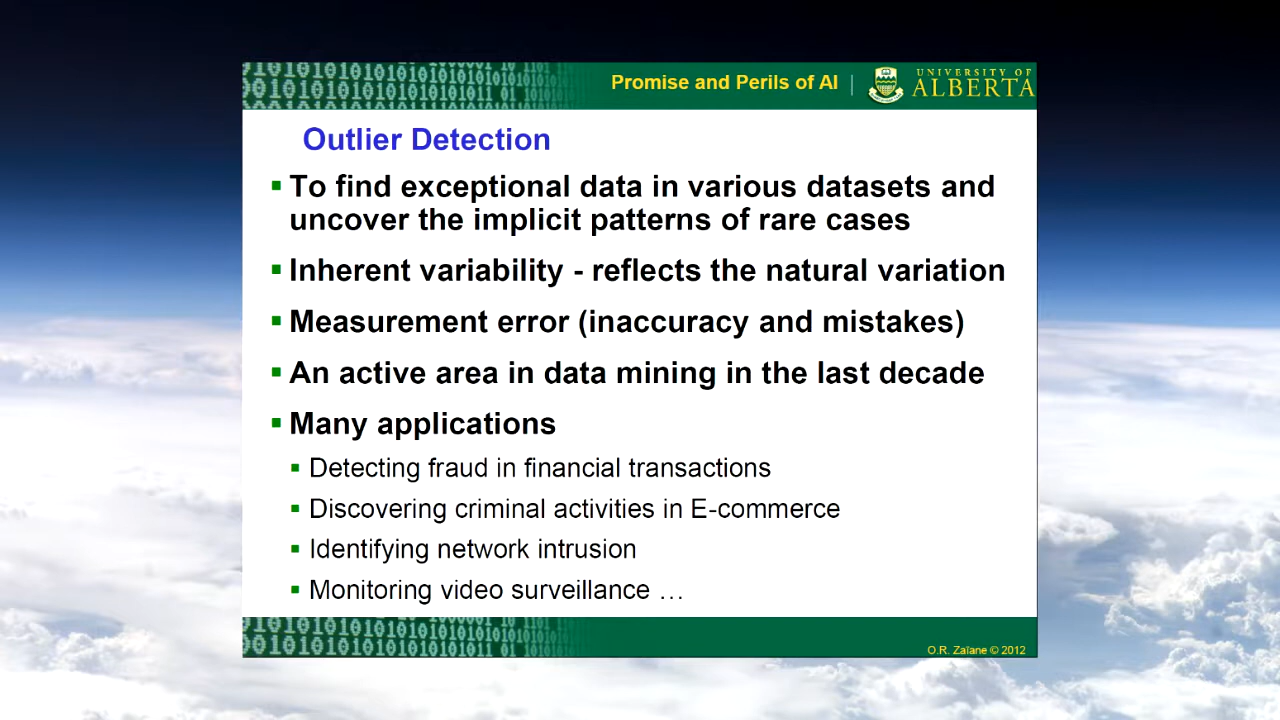 Promise and Perils of AI
UNIVERSITY OF
ALBERTA
Outlier Detection
To find exceptional data in various datasets and
uncover the implicit patterns of rare cases
Inherent variability - reflects the natural variation
Measurement error (inaccuracy and mistakes)
An active area in data mining in the last decade
Many applications
Detecting fraud in financial transactions
Discovering criminal activities in E-commerce
Identifying network intrusion
Monitoring video surveillance …
O.R. Zaïane © 2012